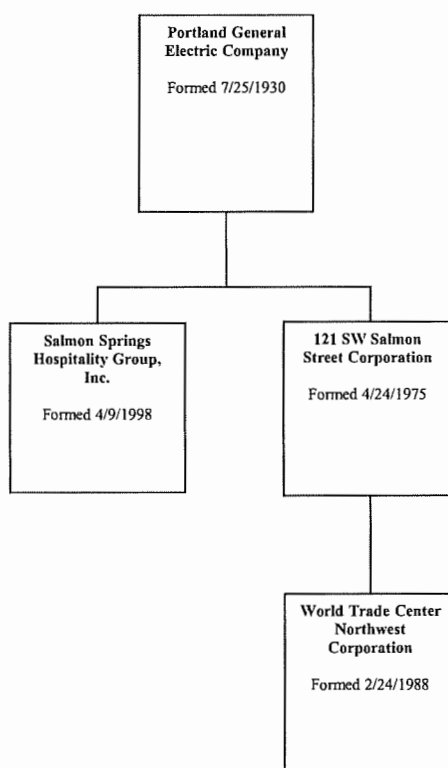 Portland General
Electric Company
Formed 7/25/1930
Salmon Springs
Hospitality Group,
Inc.
Formed 4/9/1998
121 SW Salmon
Street Corporation
Formed 4/24/1975
World Trade Center
Northwest
Corporation
Formed 2/24/1988